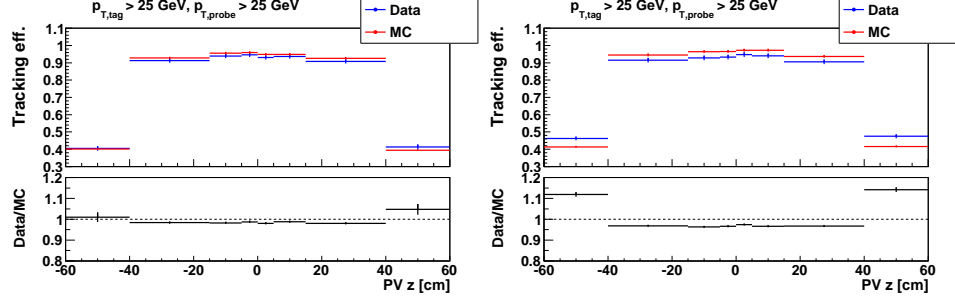 p_T,tag > 25 GeV, p_T,probe > 25 GeV
Data
MC
Tracking eff.
1.1
1
0.9
0.8
0.7
0.6
0.5
0.4
0.3
Data/MC
1.2
1.1
1
0.9
0.8
-60 -40 -20 0 20 40 60
PV z [cm]
p_T,tag > 25 GeV, p_T,probe > 25 GeV
Data
MC
Tracking eff.
1.1
1
0.9
0.8
0.7
0.6
0.5
0.4
0.3
Data/MC
1.2
1.1
1
0.9
0.8
-60 -40 -20 0 20 40 60
PV z [cm]